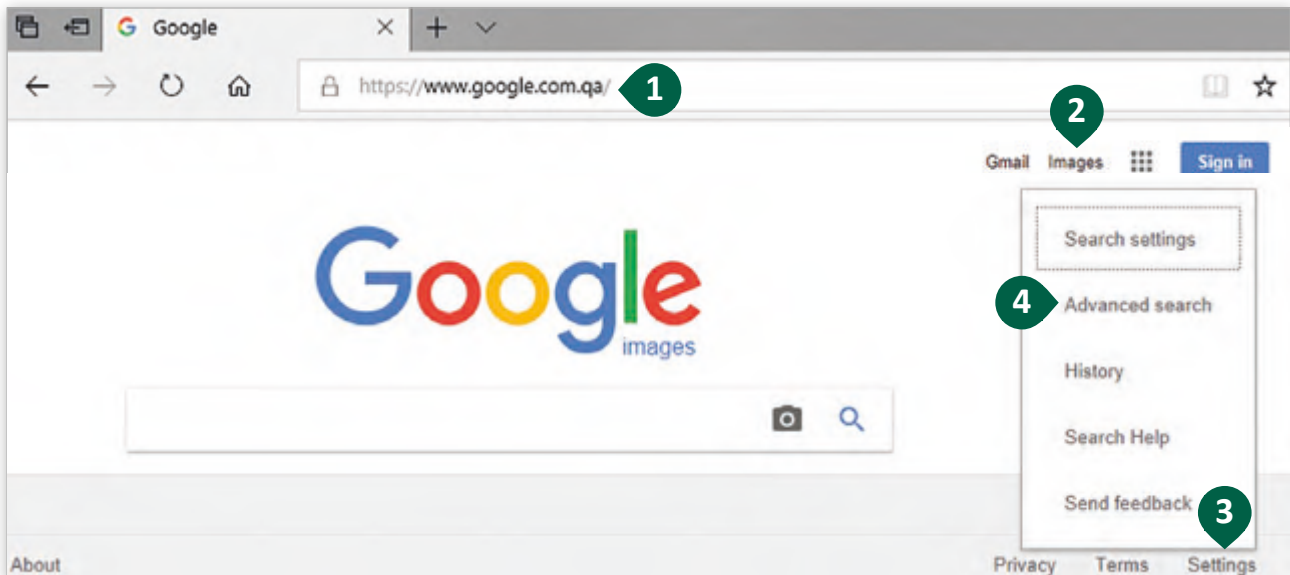 Google
https://www.google.com.qa/
1
2
Gmail Images Sign in
Search settings
Google
images
4
Advanced search
History
Search Help
Send feedback
3
About
Privacy Terms Settings